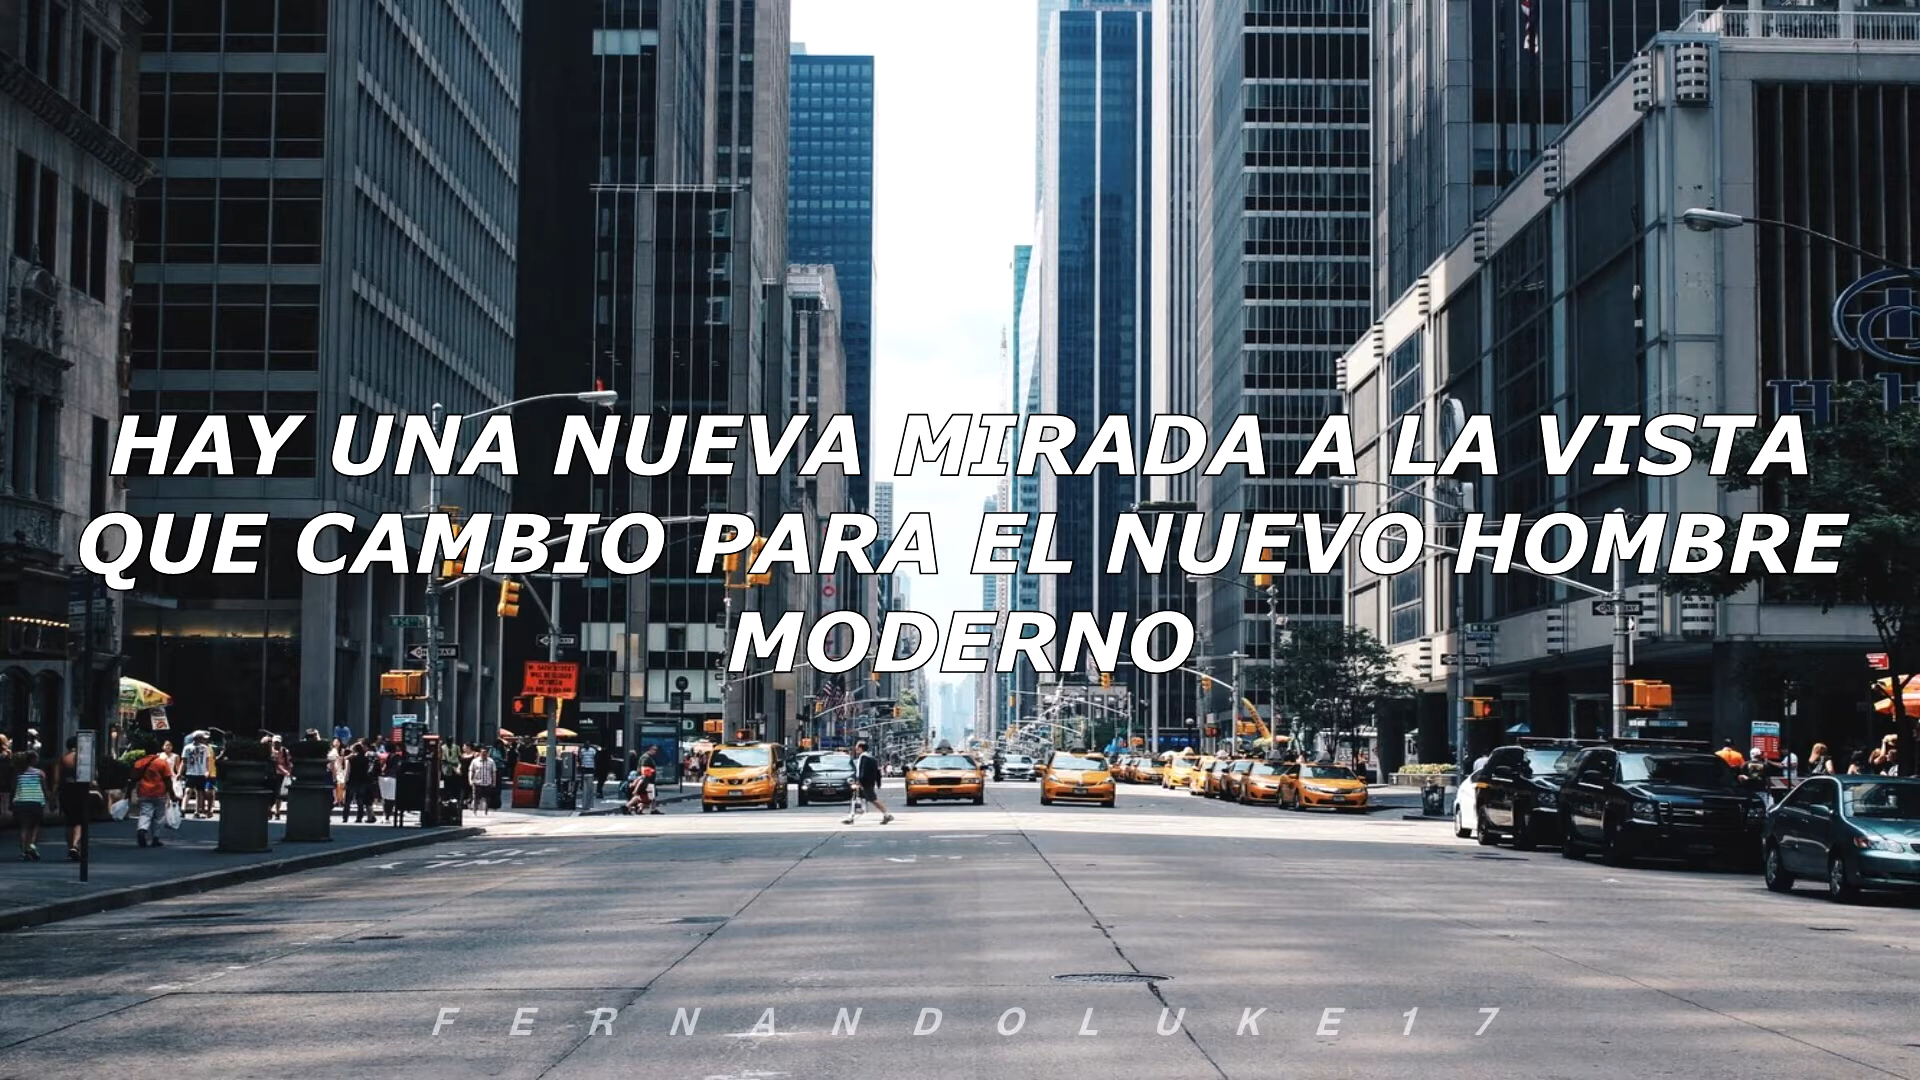 HAY UNA NUEVA MIRADA A LA VISTA
QUE CAMBIO PARA EL NUEVO HOMBRE
MODERNO
FERNANDOLUKE17